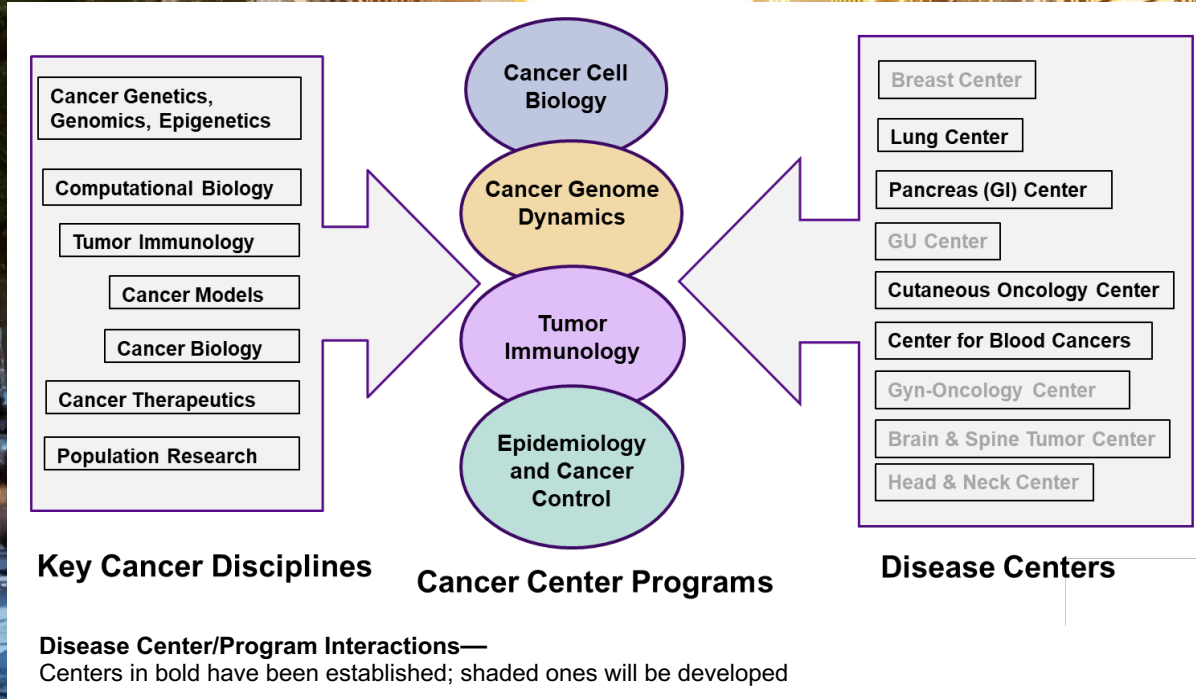 Cancer Genetics,
Genomics, Epigenetics
Computational Biology
Tumor Immunology
Cancer Models
Cancer Biology
Cancer Therapeutics
Population Research
Key Cancer Disciplines
Cancer Cell
Biology
Cancer Genome
Dynamics
Tumor
Immunology
Epidemiology
and Cancer
Control
Cancer Center Programs
Breast Center
Lung Center
Pancreas (GI) Center
GU Center
Cutaneous Oncology Center
Center for Blood Cancers
Gyn-Oncology Center
Brain & Spine Tumor Center
Head & Neck Center
Disease Centers
Disease Center/Program Interactions—
Centers in bold have been established; shaded ones will be developed